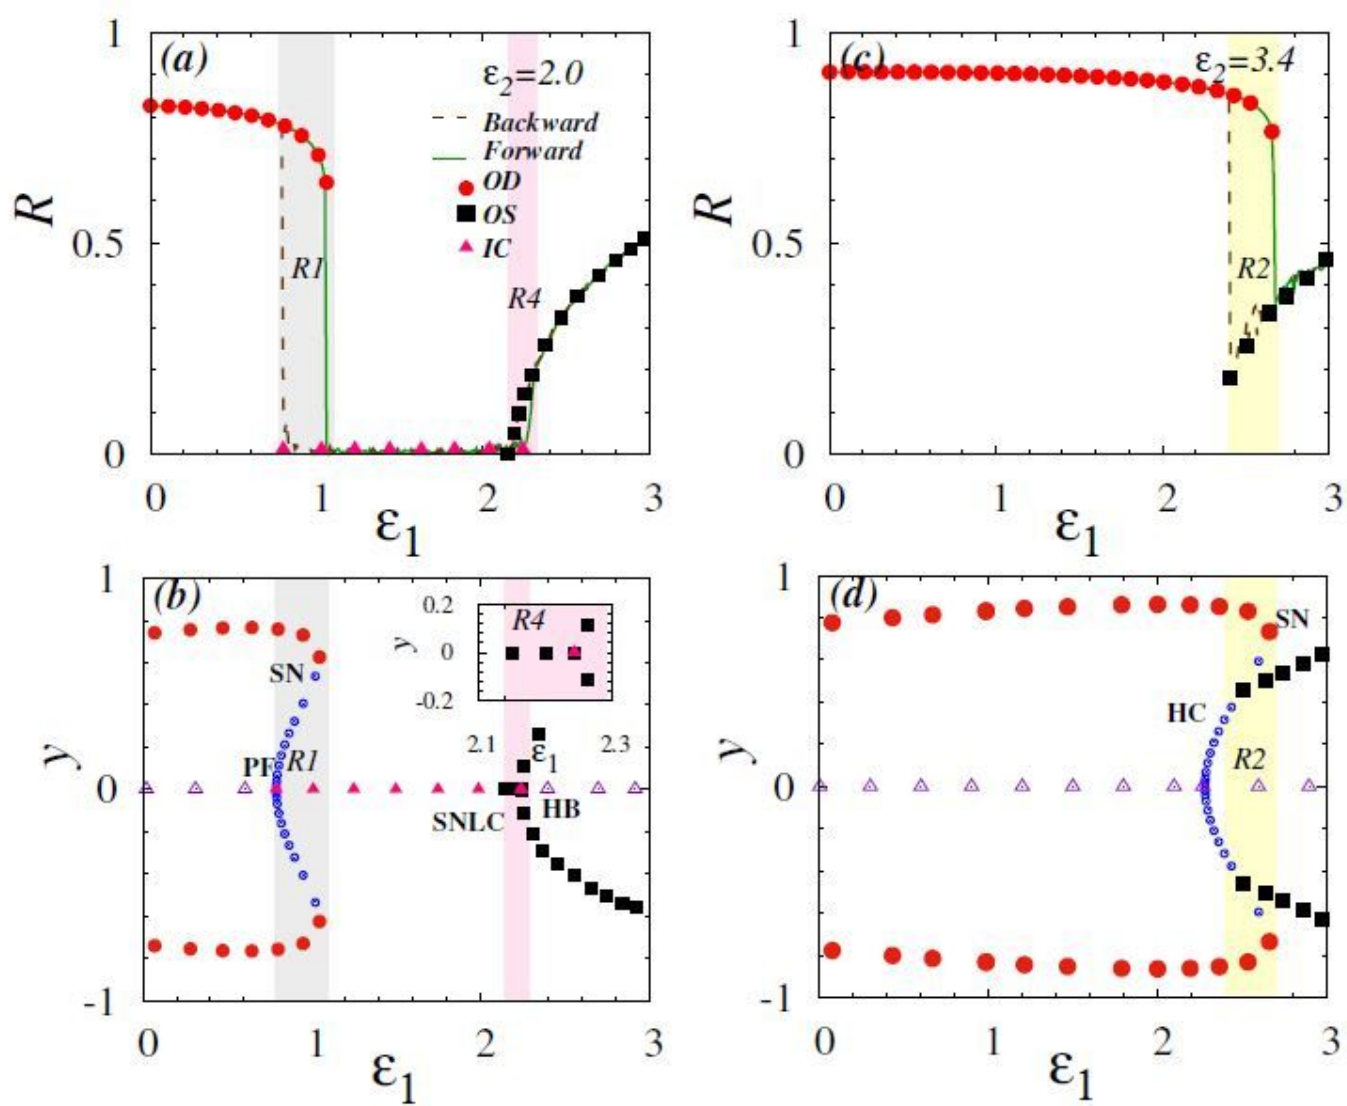 (a)
ε₂=2.0
Backward
Forward
OD
OS
IC
R1
R4
R
1
0.5
0
0 1 2 3
ε₁
(c)
ε₂=3.4
R2
R
1
0.5
0
0 1 2 3
ε₁
(b)
SN
PF
R1
R4
y
0.2
0
-0.2
2.1 2.3
ε₁
SNLC
HB
y
1
0
-1
0 1 2 3
ε₁
(d)
SN
HC
R2
y
1
0
-1
0 1 2 3
ε₁